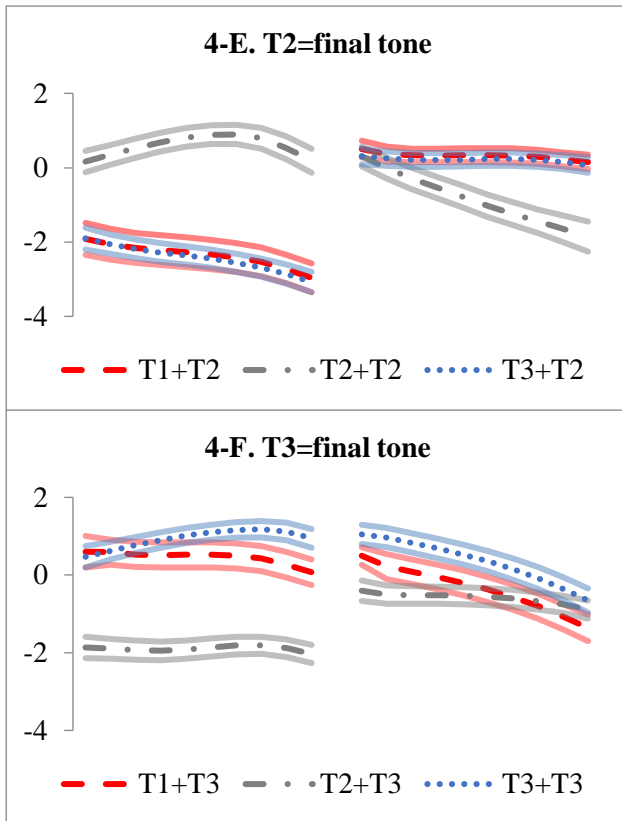 4-E. T2=final tone
2
0
-2
-4
T1+T2 T2+T2 T3+T2
4-F. T3=final tone
2
0
-2
-4
T1+T3 T2+T3 T3+T3